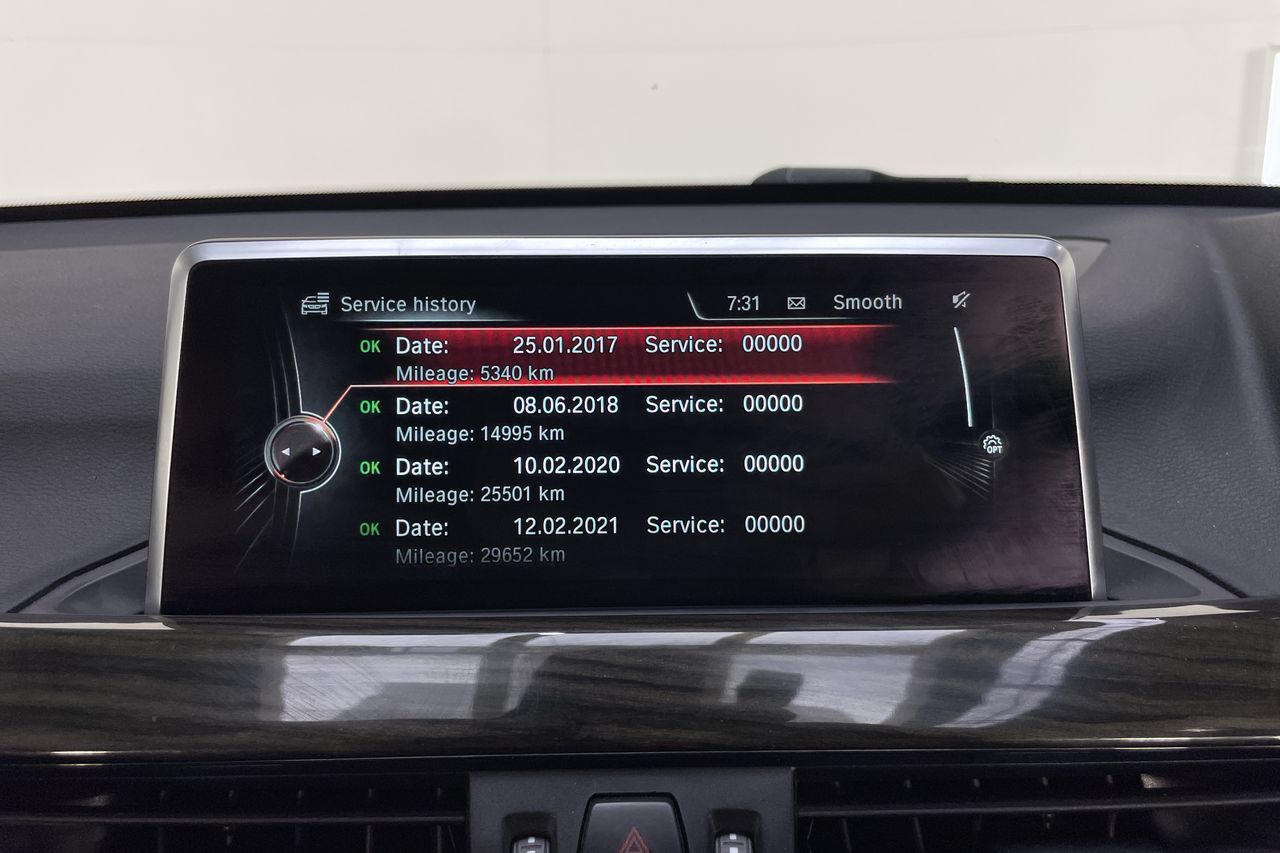 Service history 7:31 Smooth
OK Date: 25.01.2017 Service: 00000
Mileage: 5340 km
OK Date: 08.06.2018 Service: 00000
Mileage: 14995 km
OPT
OK Date: 10.02.2020 Service: 00000
Mileage: 25501 km
OK Date: 12.02.2021 Service: 00000
Mileage: 29652 km